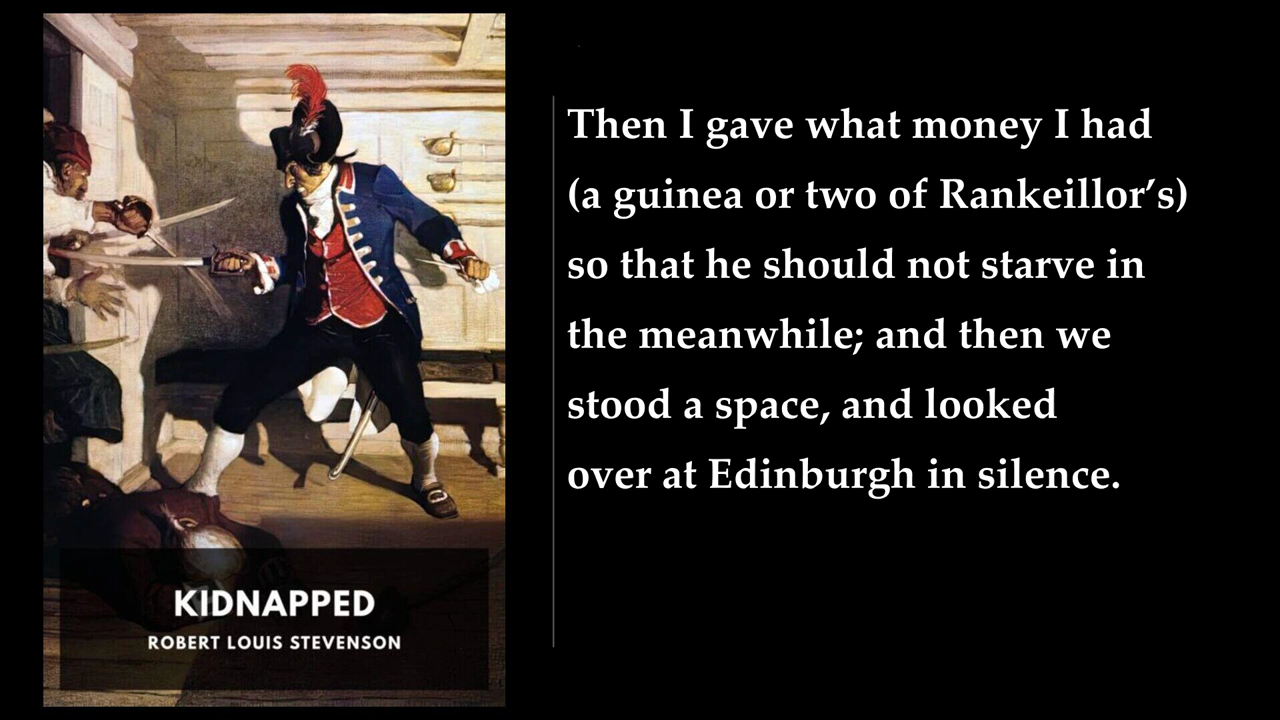 KIDNAPPED
ROBERT LOUIS STEVENSON
Then I gave what money I had
(a guinea or two of Rankeillor’s)
so that he should not starve in
the meanwhile; and then we
stood a space, and looked
over at Edinburgh in silence.